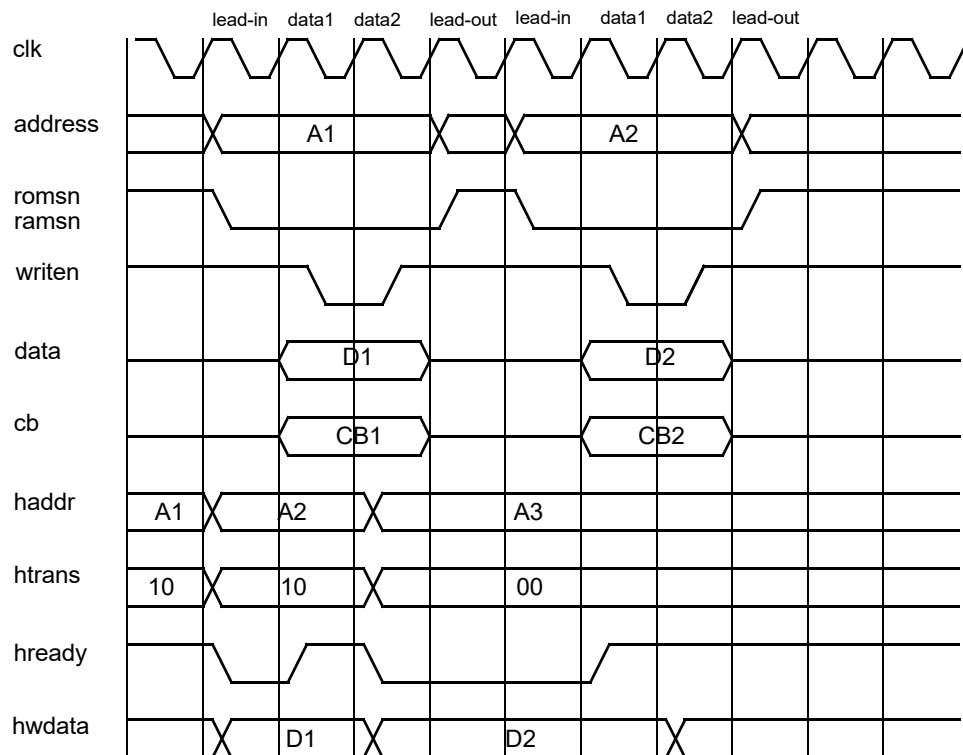 lead-in data1 data2 lead-out lead-in data1 data2 lead-out
clk
address A1 A2
romsn
ramsn
writen
data D1 D2
cb CB1 CB2
haddr A1 A2 A3
htrans 10 10 00
hready
hwdata D1 D2